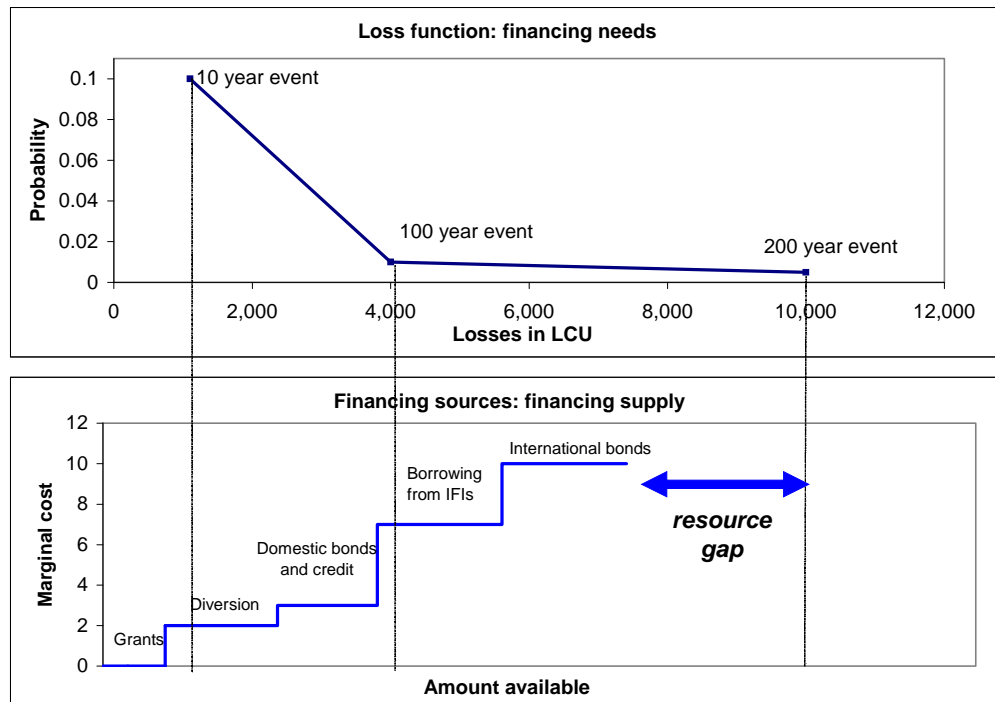 Loss function: financing needs
Probability
0.1
0.08
0.06
0.04
0.02
0
10 year event
100 year event
200 year event
0
2,000
4,000
6,000
8,000
10,000
12,000
Losses in LCU
Financing sources: financing supply
Marginal cost
12
10
8
6
4
2
0
International bonds
Borrowing
from IFIs
resource
gap
Domestic bonds
and credit
Diversion
Grants
Amount available